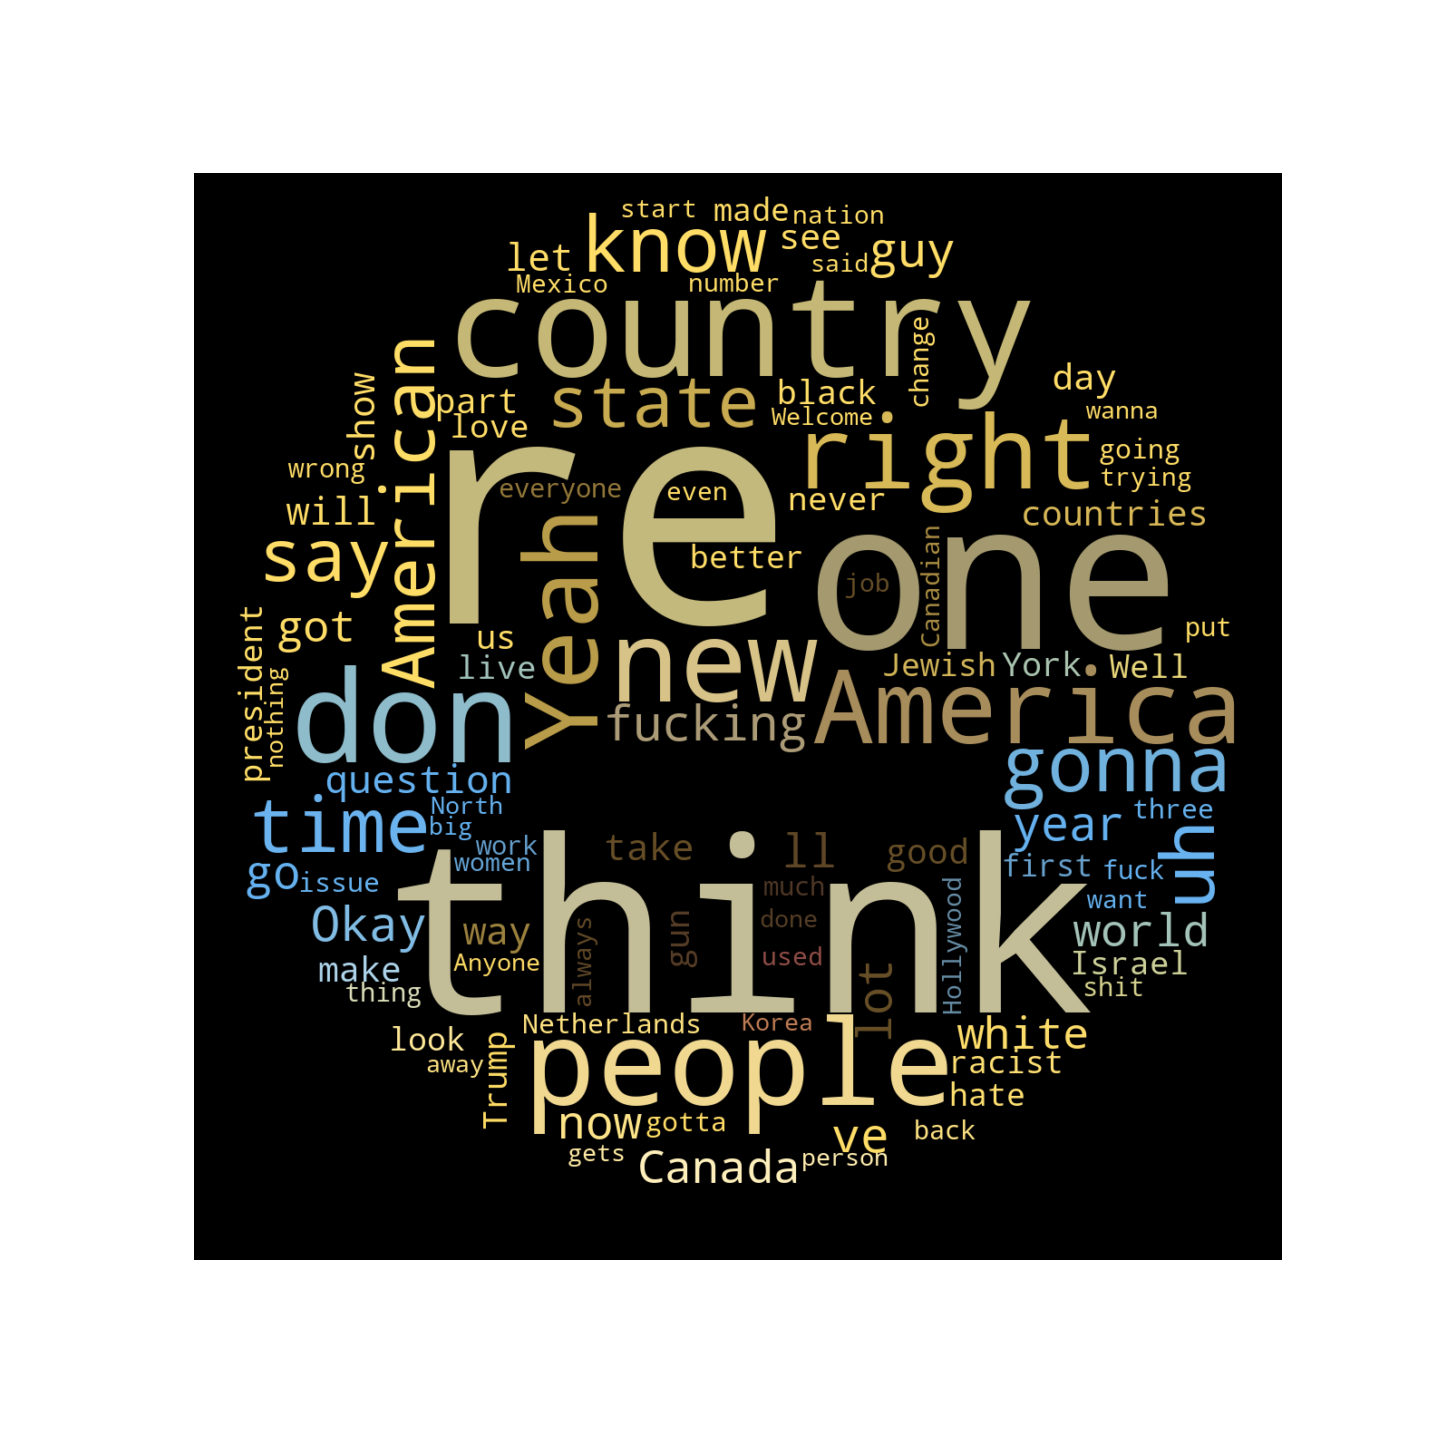 start made nation
let know see guy
said
Mexico number
country
change
American
show
part state black day
love Welcome wanna
right
wrong re going
everyone even never trying
will countries
say Yeah better one
job Canadian
president
got us new put
nothing
live Jewish York Well
don fucking America
question gonna
time North three
big year uh
work
go issue women take ll good first fuck
think much want
Hollywood
Okay way always gun done world
make Anyone used lot Israel
thing shit
look Netherlands Korea white
away Trump people racist
hate
now gotta ve back
gets Canada person